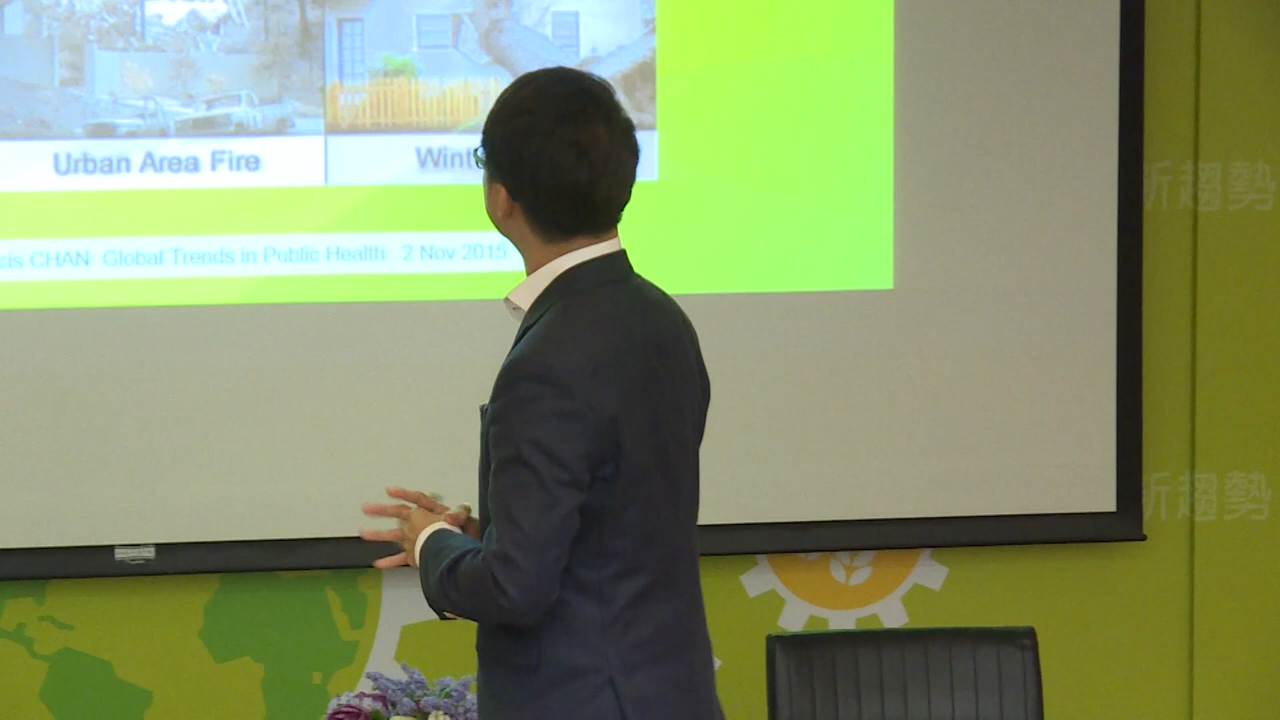 Urban Area Fire
Wint
cis CHAN: Global Trends in Public Health: 2 Nov 2015
新趨勢
新趨勢